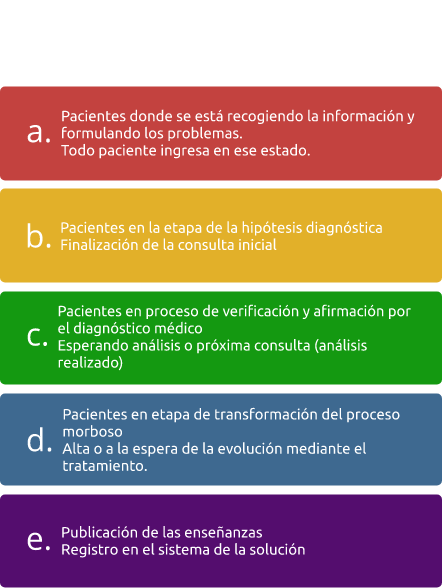 a.
Pacientes donde se está recogiendo la información y
formulando los problemas.
Todo paciente ingresa en ese estado.
b.
Pacientes en la etapa de la hipótesis diagnóstica
Finalización de la consulta inicial
c.
Pacientes en proceso de verificación y afirmación por
el diagnóstico médico
Esperando análisis o próxima consulta (análisis
realizado)
d.
Pacientes en etapa de transformación del proceso
morboso
Alta o a la espera de la evolución mediante el
tratamiento.
e.
Publicación de las enseñanzas
Registro en el sistema de la solución